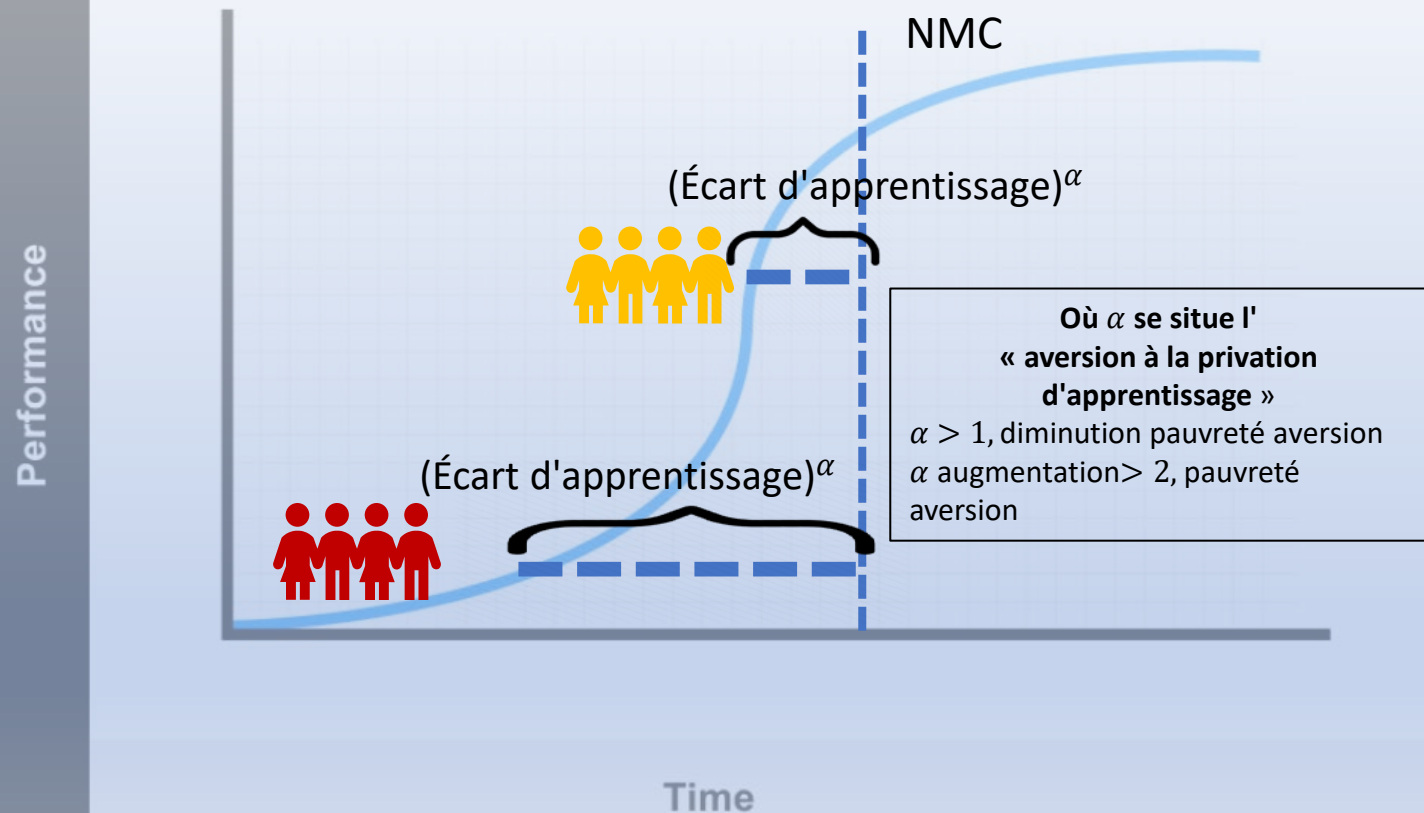 NMC
Performance
(Écart d'apprentissage)^α
(Écart d'apprentissage)^α
Où α se situe l'
« aversion à la privation
d'apprentissage »
α > 1, diminution pauvreté aversion
α augmentation> 2, pauvreté
aversion
Time